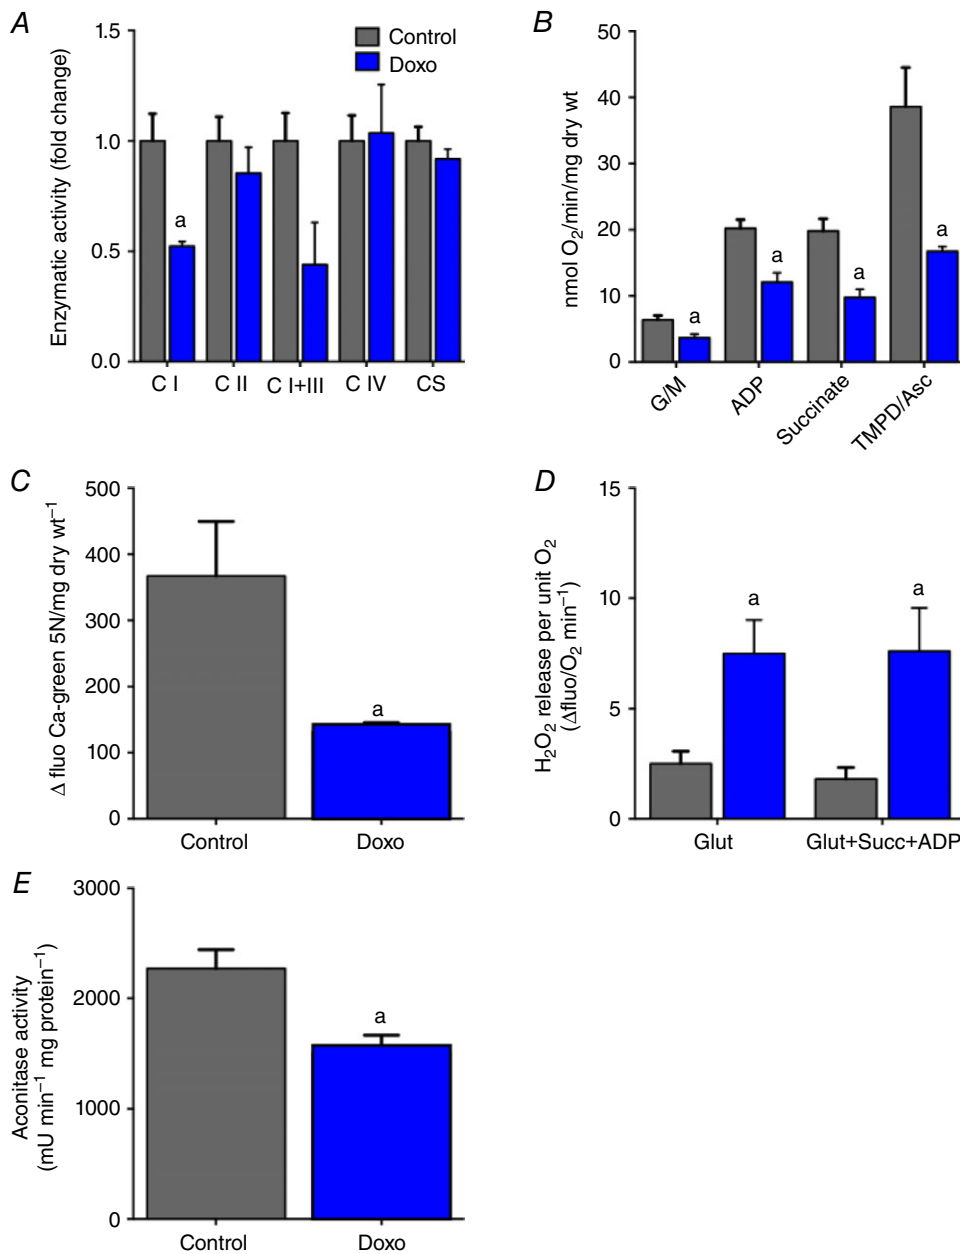 A
Enzymatic activity (fold change)
1.5
1.0
0.5
0.0
Control
Doxo
a
C I
C II
C I+III
C IV
CS
B
nmol O₂/min/mg dry wt
50
40
30
20
10
0
a
a
a
a
G/M
ADP
Succinate
TMPD/Asc
C
Δ fluo Ca-green 5N/mg dry wt⁻¹
500
400
300
200
100
0
a
Control
Doxo
D
H₂O₂ release per unit O₂
(Δfluo/O₂ min⁻¹)
15
10
5
0
a
a
Glut
Glut+Succ+ADP
E
Aconitase activity
(mU min⁻¹ mg protein⁻¹)
3000
2000
1000
0
a
Control
Doxo